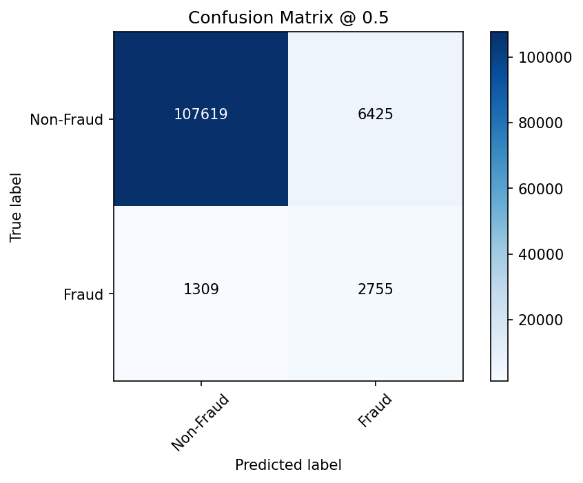 Confusion Matrix @ 0.5
Non-Fraud
107619
6425
Fraud
1309
2755
True label
Non-Fraud
Fraud
Predicted label
100000
80000
60000
40000
20000